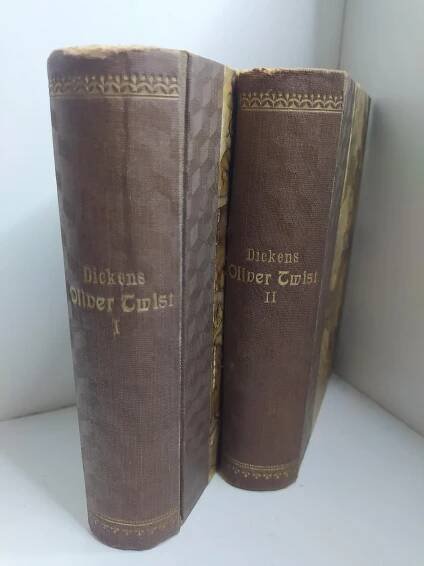 Dickens
Oliver Twist
I
Dickens
Oliver Twist
II